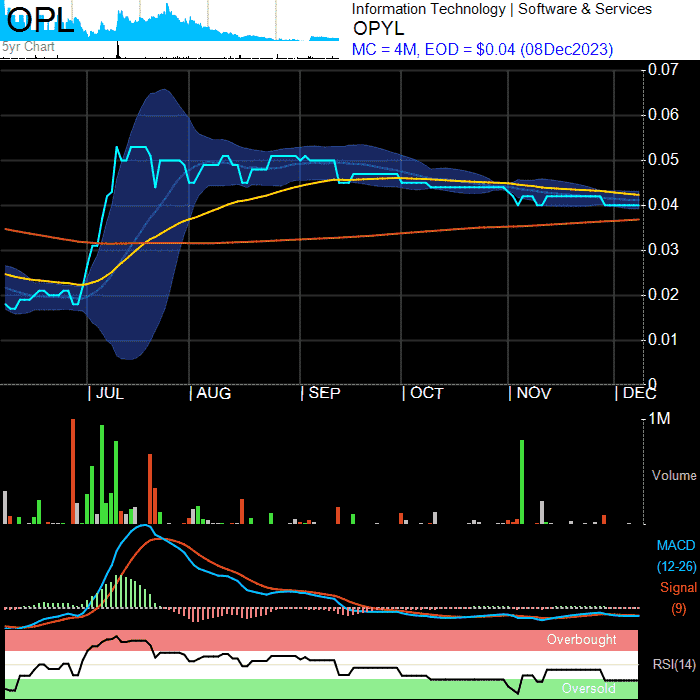 OPL
Information Technology | Software & Services
OPYL
5yr Chart
MC = 4M, EOD = $0.04 (08Dec2023)
0.07
0.06
0.05
0.04
0.03
0.02
0.01
0
| JUL | AUG | SEP | OCT | NOV | DEC
1M
Volume
MACD
(12-26)
Signal
(9)
Overbought
RSI(14)
Oversold